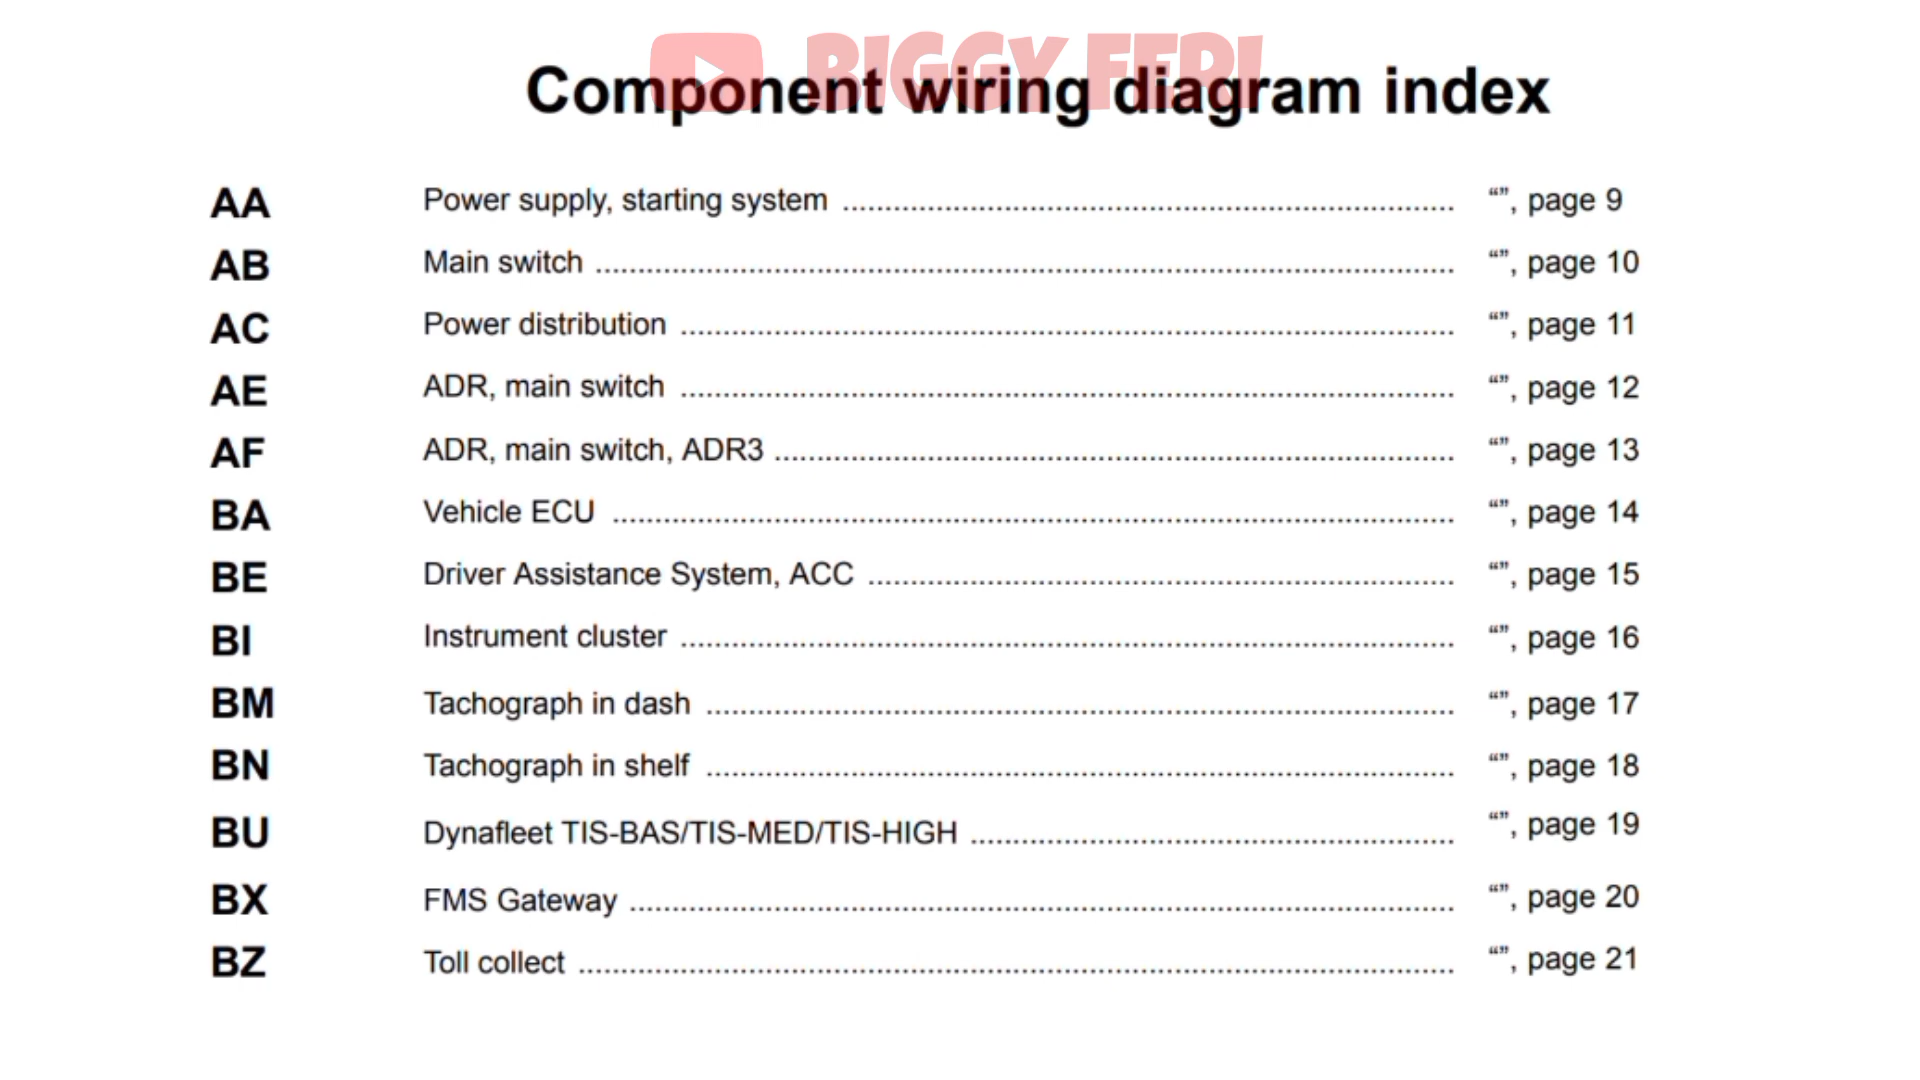 BIGGY FERI
Component wiring diagram index
AA Power supply, starting system ........................................ “”, page 9
AB Main switch ........................................ “”, page 10
AC Power distribution ........................................ “”, page 11
AE ADR, main switch ........................................ “”, page 12
AF ADR, main switch, ADR3 ........................................ “”, page 13
BA Vehicle ECU ........................................ “”, page 14
BE Driver Assistance System, ACC ........................................ “”, page 15
BI Instrument cluster ........................................ “”, page 16
BM Tachograph in dash ........................................ “”, page 17
BN Tachograph in shelf ........................................ “”, page 18
BU Dynafleet TIS-BAS/TIS-MED/TIS-HIGH ........................................ “”, page 19
BX FMS Gateway ........................................ “”, page 20
BZ Toll collect ........................................ “”, page 21